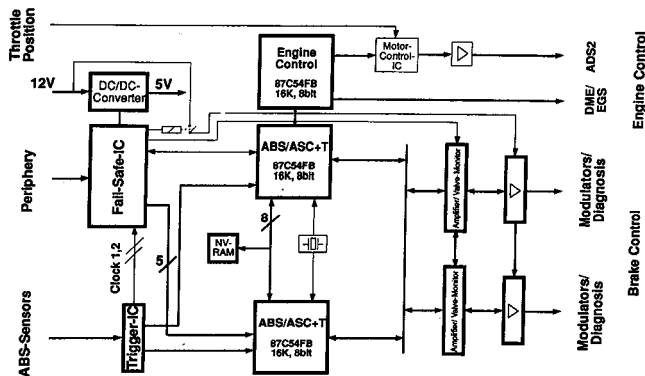 Throttle
Position
12V
DC/DC-
Converter
5V
Engine
Control
87C54FB
16K, 8bit
Motor-
Control-
IC
ADS2
DME/
EGS
Engine Control
Periphery
Fail-Safe-IC
ABS/ASC+T
87C54FB
16K, 8bit
8
NV-
RAM
5
Clock 1,2
Amplifier/ Valve-Monitor
Modulators/
Diagnosis
Brake Control
ABS-Sensors
Trigger-IC
ABS/ASC+T
87C54FB
16K, 8bit
Amplifier/ Valve-Monitor
Modulators/
Diagnosis